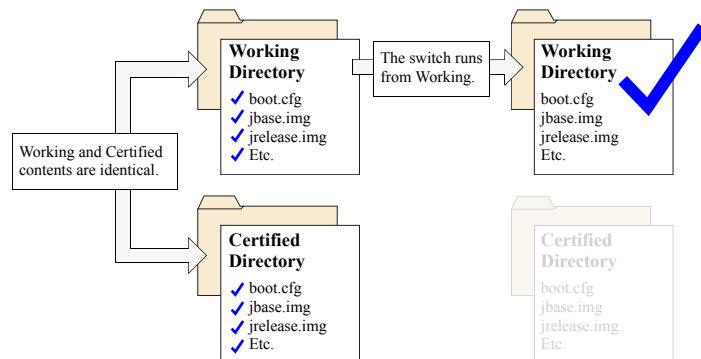 Working
Directory
boot.cfg
jbase.img
jrelease.img
Etc.
The switch runs
from Working.
Working
Directory
boot.cfg
jbase.img
jrelease.img
Etc.
Working and Certified
contents are identical.
Certified
Directory
boot.cfg
jbase.img
jrelease.img
Etc.
Certified
Directory
boot.cfg
jbase.img
jrelease.img
Etc.